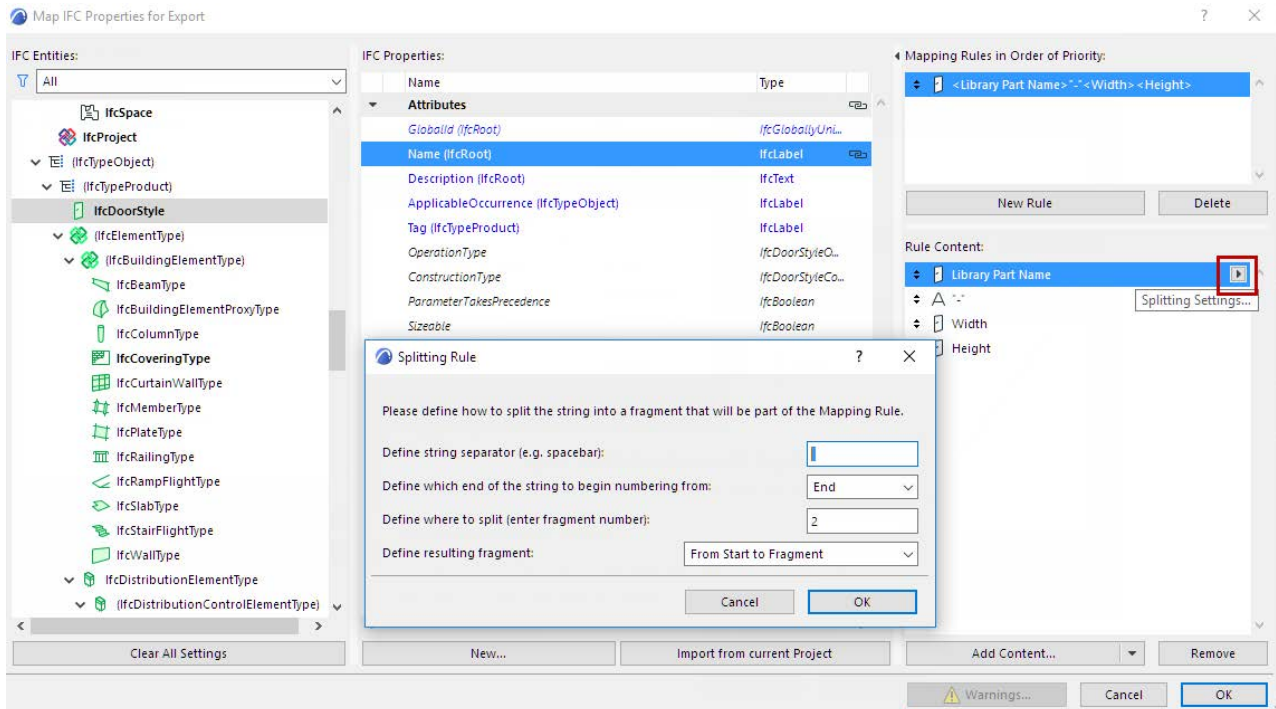 Map IFC Properties for Export
IFC Entities:
All
IfcSpace
IfcProject
(IfcTypeObject)
(IfcTypeProduct)
IfcDoorStyle
(IfcElementType)
(IfcBuildingElementType)
IfcBeamType
IfcBuildingElementProxyType
IfcColumnType
IfcCoveringType
IfcCurtainWallType
IfcMemberType
IfcPlateType
IfcRailingType
IfcRampFlightType
IfcSlabType
IfcStairFlightType
IfcWallType
IfcDistributionElementType
(IfcDistributionControlElementType)
Clear All Settings
IFC Properties:
Name Type
Attributes
GlobalId (IfcRoot) IfcGloballyUni...
Name (IfcRoot) IfcLabel
Description (IfcRoot) IfcText
ApplicableOccurrence (IfcTypeObject) IfcLabel
Tag (IfcTypeProduct) IfcLabel
OperationType IfcDoorStyleO...
ConstructionType IfcDoorStyleCo...
ParameterTakesPrecedence IfcBoolean
Sizeable IfcBoolean
New... Import from current Project
Splitting Rule
Please define how to split the string into a fragment that will be part of the Mapping Rule.
Define string separator (e.g. spacebar):
Define which end of the string to begin numbering from: End
Define where to split (enter fragment number): 2
Define resulting fragment: From Start to Fragment
Cancel OK
Mapping Rules in Order of Priority:
<Library Part Name>"-"<Width><Height>
New Rule Delete
Rule Content:
Library Part Name
"-"
Splitting Settings...
Width
Height
Add Content... Remove
Warnings... Cancel OK